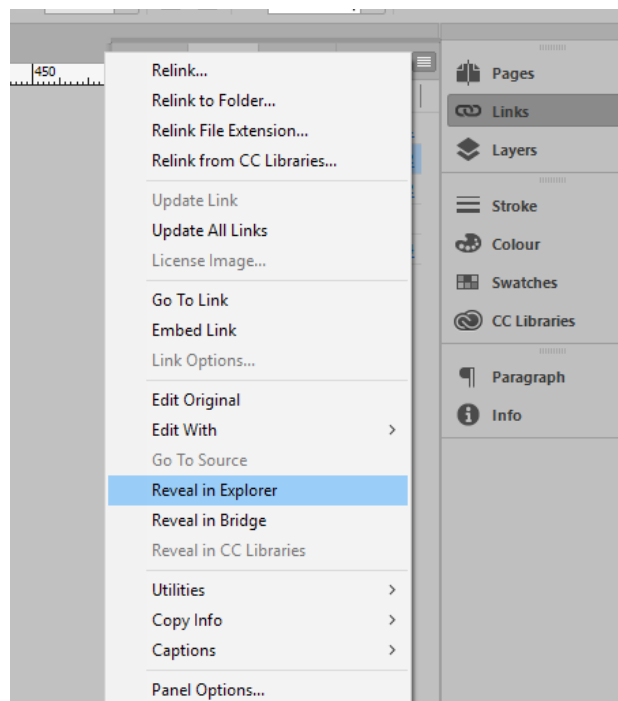 450
Relink...
Relink to Folder...
Relink File Extension...
Relink from CC Libraries...
Update Link
Update All Links
License Image...
Go To Link
Embed Link
Link Options...
Edit Original
Edit With
Go To Source
Reveal in Explorer
Reveal in Bridge
Reveal in CC Libraries
Utilities
Copy Info
Captions
Panel Options...
Pages
Links
Layers
Stroke
Colour
Swatches
CC Libraries
Paragraph
Info